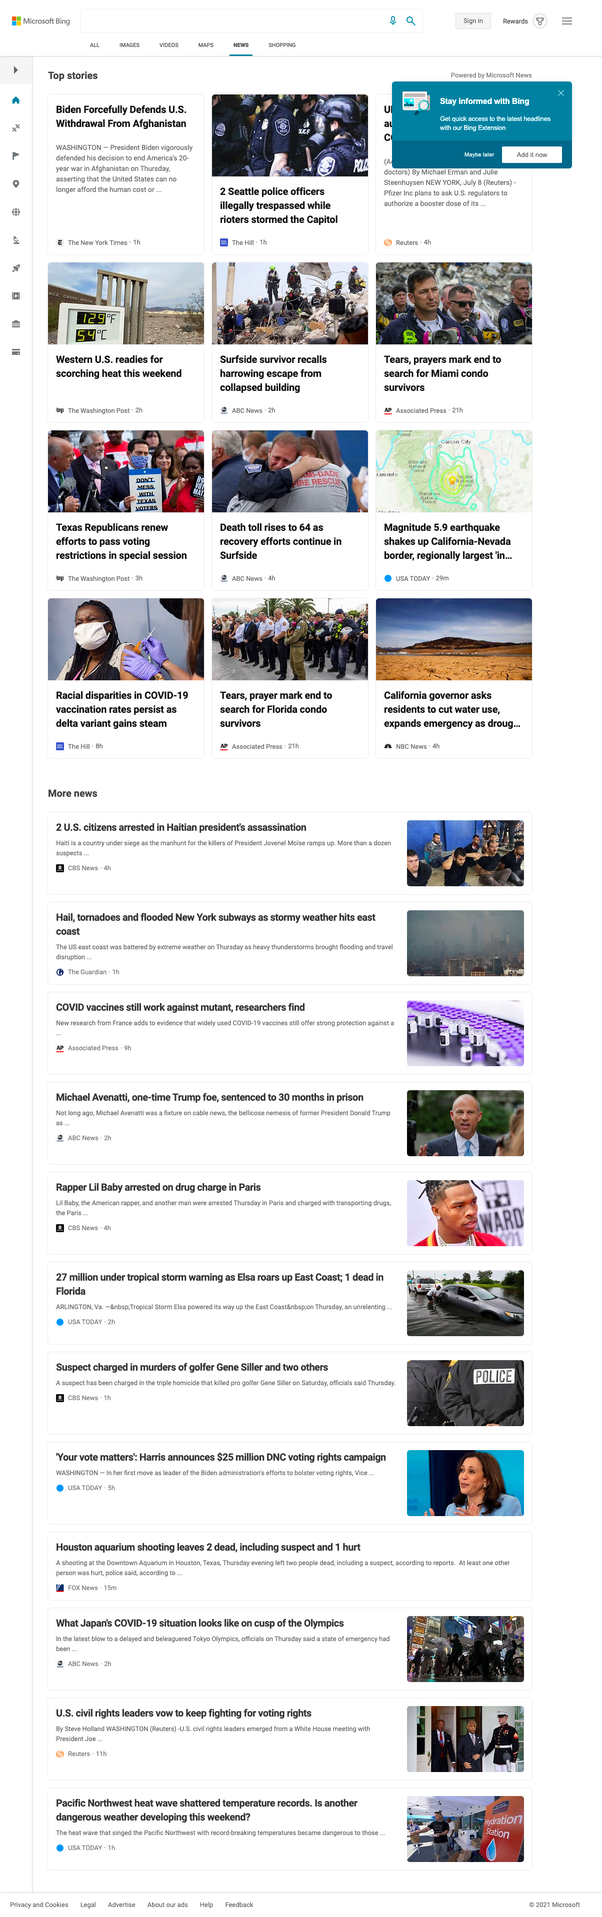 Microsoft Bing
Sign in
Rewards
ALL
IMAGES
VIDEOS
MAPS
NEWS
SHOPPING
Top stories
Powered by Microsoft News
Stay informed with Bing
Get quick access to the latest headlines
with our Bing Extension
Maybe later
Add it now
Biden Forcefully Defends U.S.
Withdrawal From Afghanistan
WASHINGTON — President Biden vigorously
defended his decision to end America's 20-
year war in Afghanistan on Thursday,
asserting that the United States can no
longer afford the human cost or ...
The New York Times · 1h
2 Seattle police officers
illegally trespassed while
rioters stormed the Capitol
The Hill · 1h
doctors) By Michael Erman and Julie
Steenhuysen NEW YORK, July 8 (Reuters) -
Pfizer Inc plans to ask U.S. regulators to
authorize a booster dose of its ...
Reuters · 4h
129°F
54°C
Western U.S. readies for
scorching heat this weekend
The Washington Post · 2h
Surfside survivor recalls
harrowing escape from
collapsed building
ABC News · 2h
Tears, prayers mark end to
search for Miami condo
survivors
AP Associated Press · 21h
DON'T
MESS
WITH
TEXAS
VOTERS
Texas Republicans renew
efforts to pass voting
restrictions in special session
The Washington Post · 3h
MIAMI-DADE
FIRE RESCUE
Death toll rises to 64 as
recovery efforts continue in
Surfside
ABC News · 4h
Carson City
Magnitude 5.9 earthquake
shakes up California-Nevada
border, regionally largest 'in...
USA TODAY · 29m
Racial disparities in COVID-19
vaccination rates persist as
delta variant gains steam
The Hill · 8h
Tears, prayer mark end to
search for Florida condo
survivors
AP Associated Press · 21h
California governor asks
residents to cut water use,
expands emergency as droug...
NBC News · 4h
More news
2 U.S. citizens arrested in Haitian president's assassination
Haiti is a country under siege as the manhunt for the killers of President Jovenel Moïse ramps up. More than a dozen
suspects ...
CBS News · 4h
Hail, tornadoes and flooded New York subways as stormy weather hits east
coast
The US east coast was battered by extreme weather on Thursday as heavy thunderstorms brought flooding and travel
disruption ...
The Guardian · 1h
COVID vaccines still work against mutant, researchers find
New research from France adds to evidence that widely used COVID-19 vaccines still offer strong protection against a
...
AP Associated Press · 9h
Michael Avenatti, one-time Trump foe, sentenced to 30 months in prison
Not long ago, Michael Avenatti was a fixture on cable news, the bellicose nemesis of former President Donald Trump
as ...
ABC News · 2h
Rapper Lil Baby arrested on drug charge in Paris
Lil Baby, the American rapper, and another man were arrested Thursday in Paris and charged with transporting drugs,
the Paris ...
CBS News · 4h
27 million under tropical storm warning as Elsa roars up East Coast; 1 dead in
Florida
ARLINGTON, Va. —&nbsp;Tropical Storm Elsa powered its way up the East Coast&nbsp;on Thursday, an unrelenting ...
USA TODAY · 2h
Suspect charged in murders of golfer Gene Siller and two others
A suspect has been charged in the triple homicide that killed pro golfer Gene Siller on Saturday, officials said Thursday.
CBS News · 1h
POLICE
'Your vote matters': Harris announces $25 million DNC voting rights campaign
WASHINGTON — In her first move as leader of the Biden administration's efforts to bolster voting rights, Vice ...
USA TODAY · 5h
Houston aquarium shooting leaves 2 dead, including suspect and 1 hurt
A shooting at the Downtown Aquarium in Houston, Texas, Thursday evening left two people dead, including a suspect, according to reports. At least one other
person was hurt, police said, according to ...
FOX News · 15m
What Japan's COVID-19 situation looks like on cusp of the Olympics
In the latest blow to a delayed and beleaguered Tokyo Olympics, officials on Thursday said a state of emergency had
been ...
ABC News · 2h
U.S. civil rights leaders vow to keep fighting for voting rights
By Steve Holland WASHINGTON (Reuters) -U.S. civil rights leaders emerged from a White House meeting with
President Joe ...
Reuters · 11h
Pacific Northwest heat wave shattered temperature records. Is another
dangerous weather developing this weekend?
The heat wave that singed the Pacific Northwest with record-breaking temperatures became dangerous to those ...
USA TODAY · 1h
Hydration
Station
Privacy and Cookies
Legal
Advertise
About our ads
Help
Feedback
© 2021 Microsoft